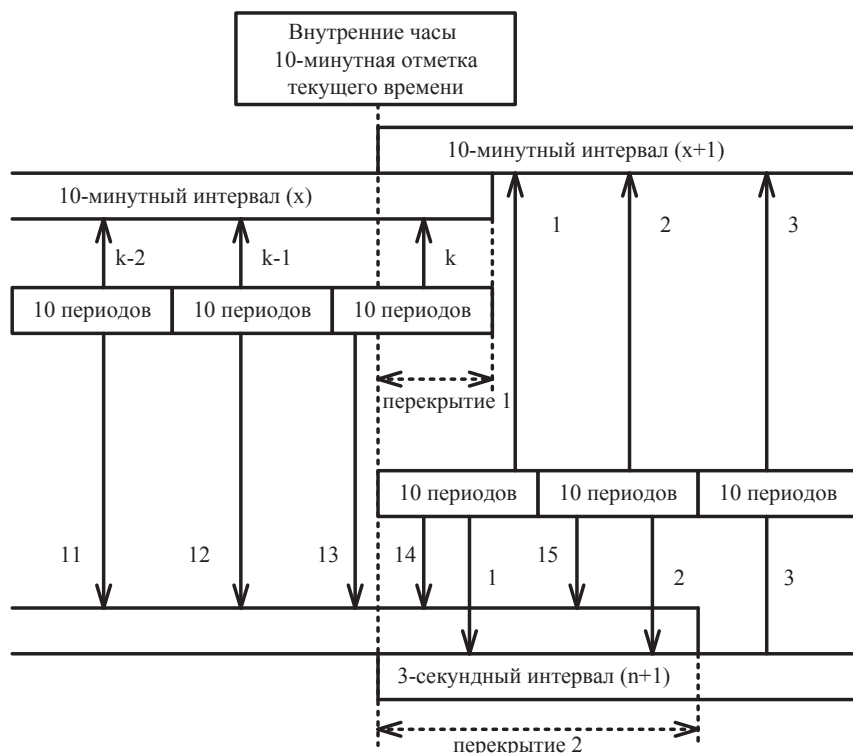 Внутренние часы
10-минутная отметка
текущего времени
10-минутный интервал (x+1)
10-минутный интервал (x)
1
2
3
k-2
k-1
k
10 периодов
10 периодов
10 периодов
перекрытие 1
10 периодов
10 периодов
10 периодов
11
12
13
14
1
15
2
3
3-секундный интервал (n+1)
перекрытие 2